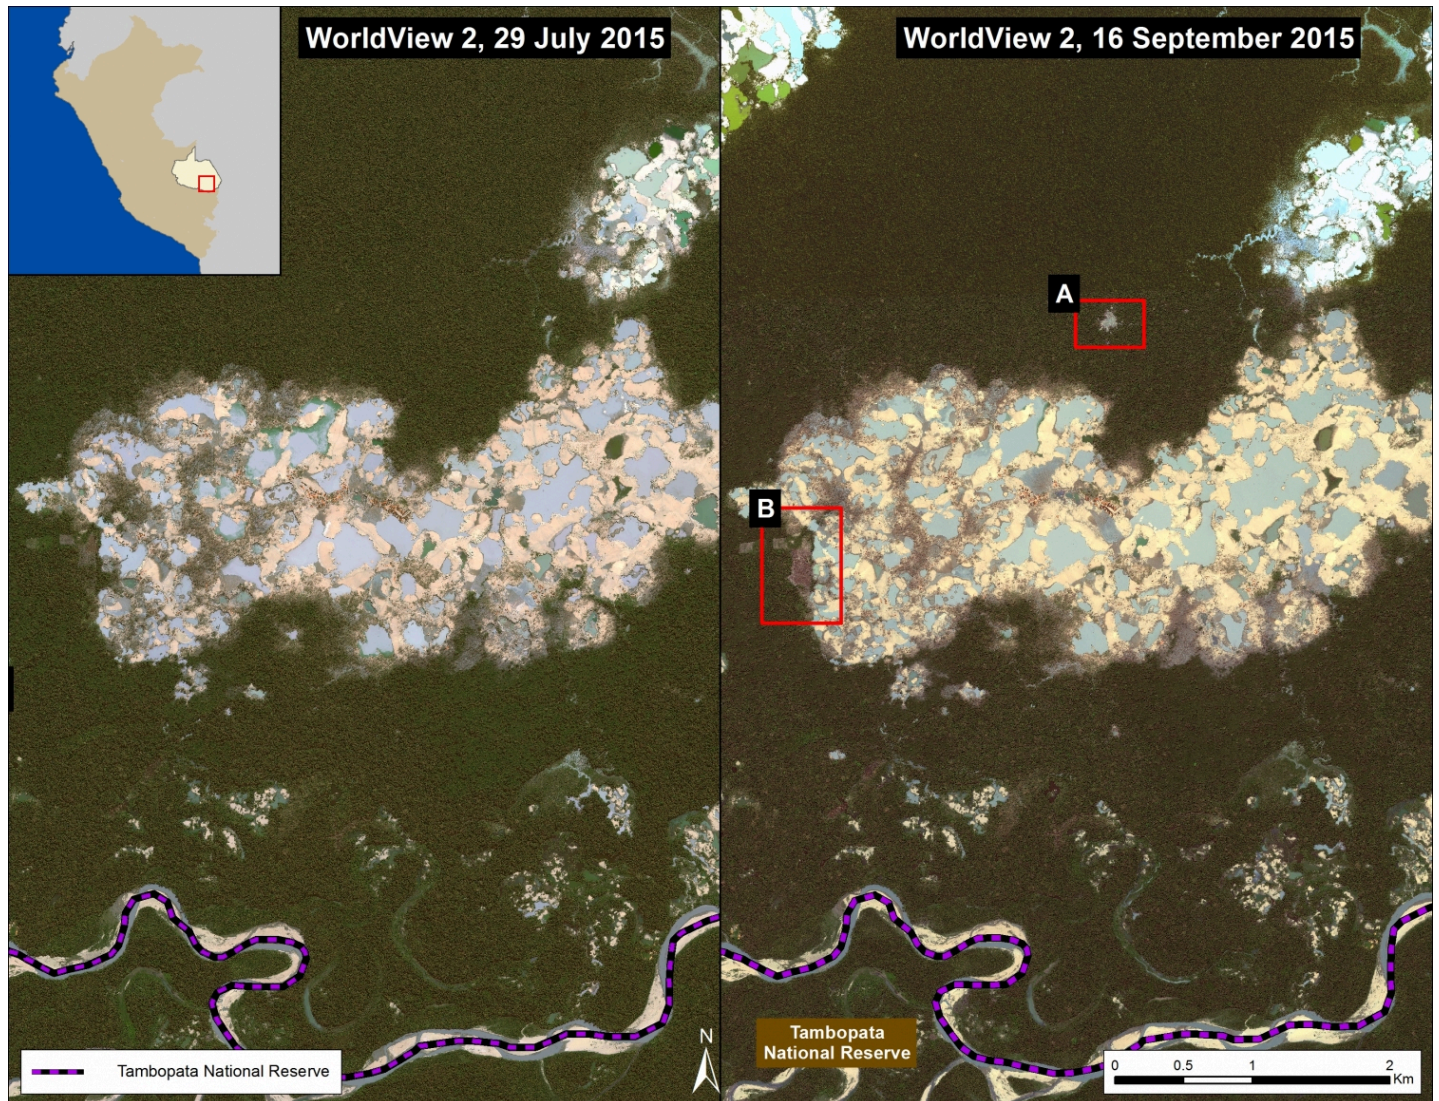 WorldView 2, 29 July 2015
WorldView 2, 16 September 2015
A
B
Tambopata National Reserve
N
Tambopata
National Reserve
0 0.5 1 2
Km